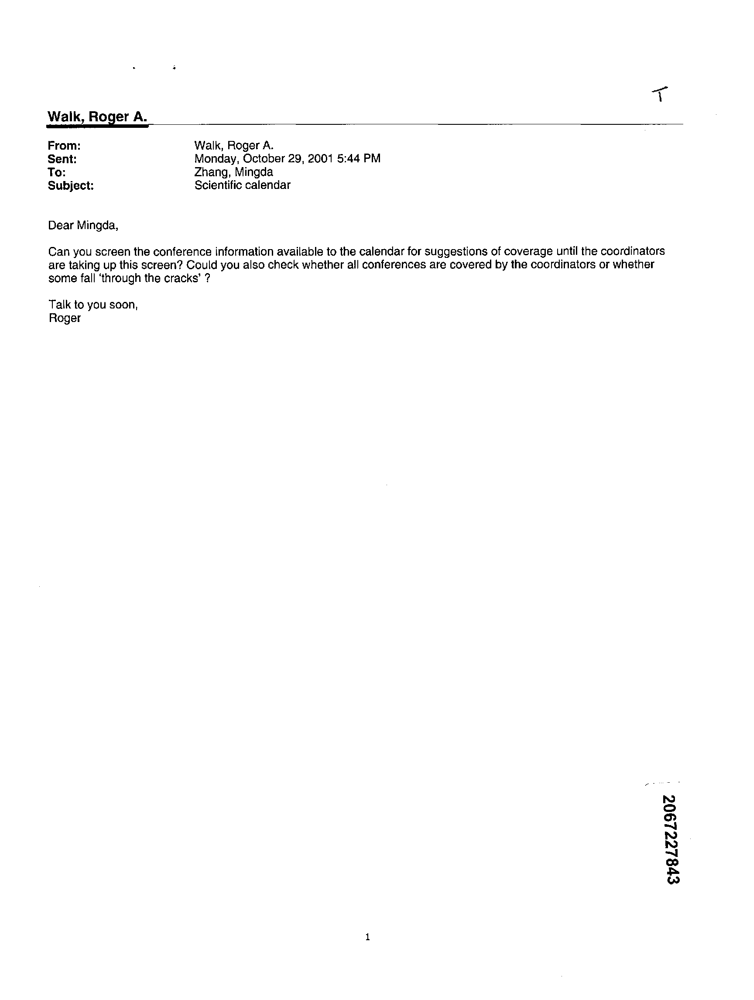 T
Walk, Roger A.
From: Walk, Roger A.
Sent: Monday, October 29, 2001 5:44 PM
To: Zhang, Mingda
Subject: Scientific calendar
Dear Mingda,
Can you screen the conference information available to the calendar for suggestions of coverage until the coordinators
are taking up this screen? Could you also check whether all conferences are covered by the coordinators or whether
some fall 'through the cracks' ?
Talk to you soon,
Roger
2067227843
1